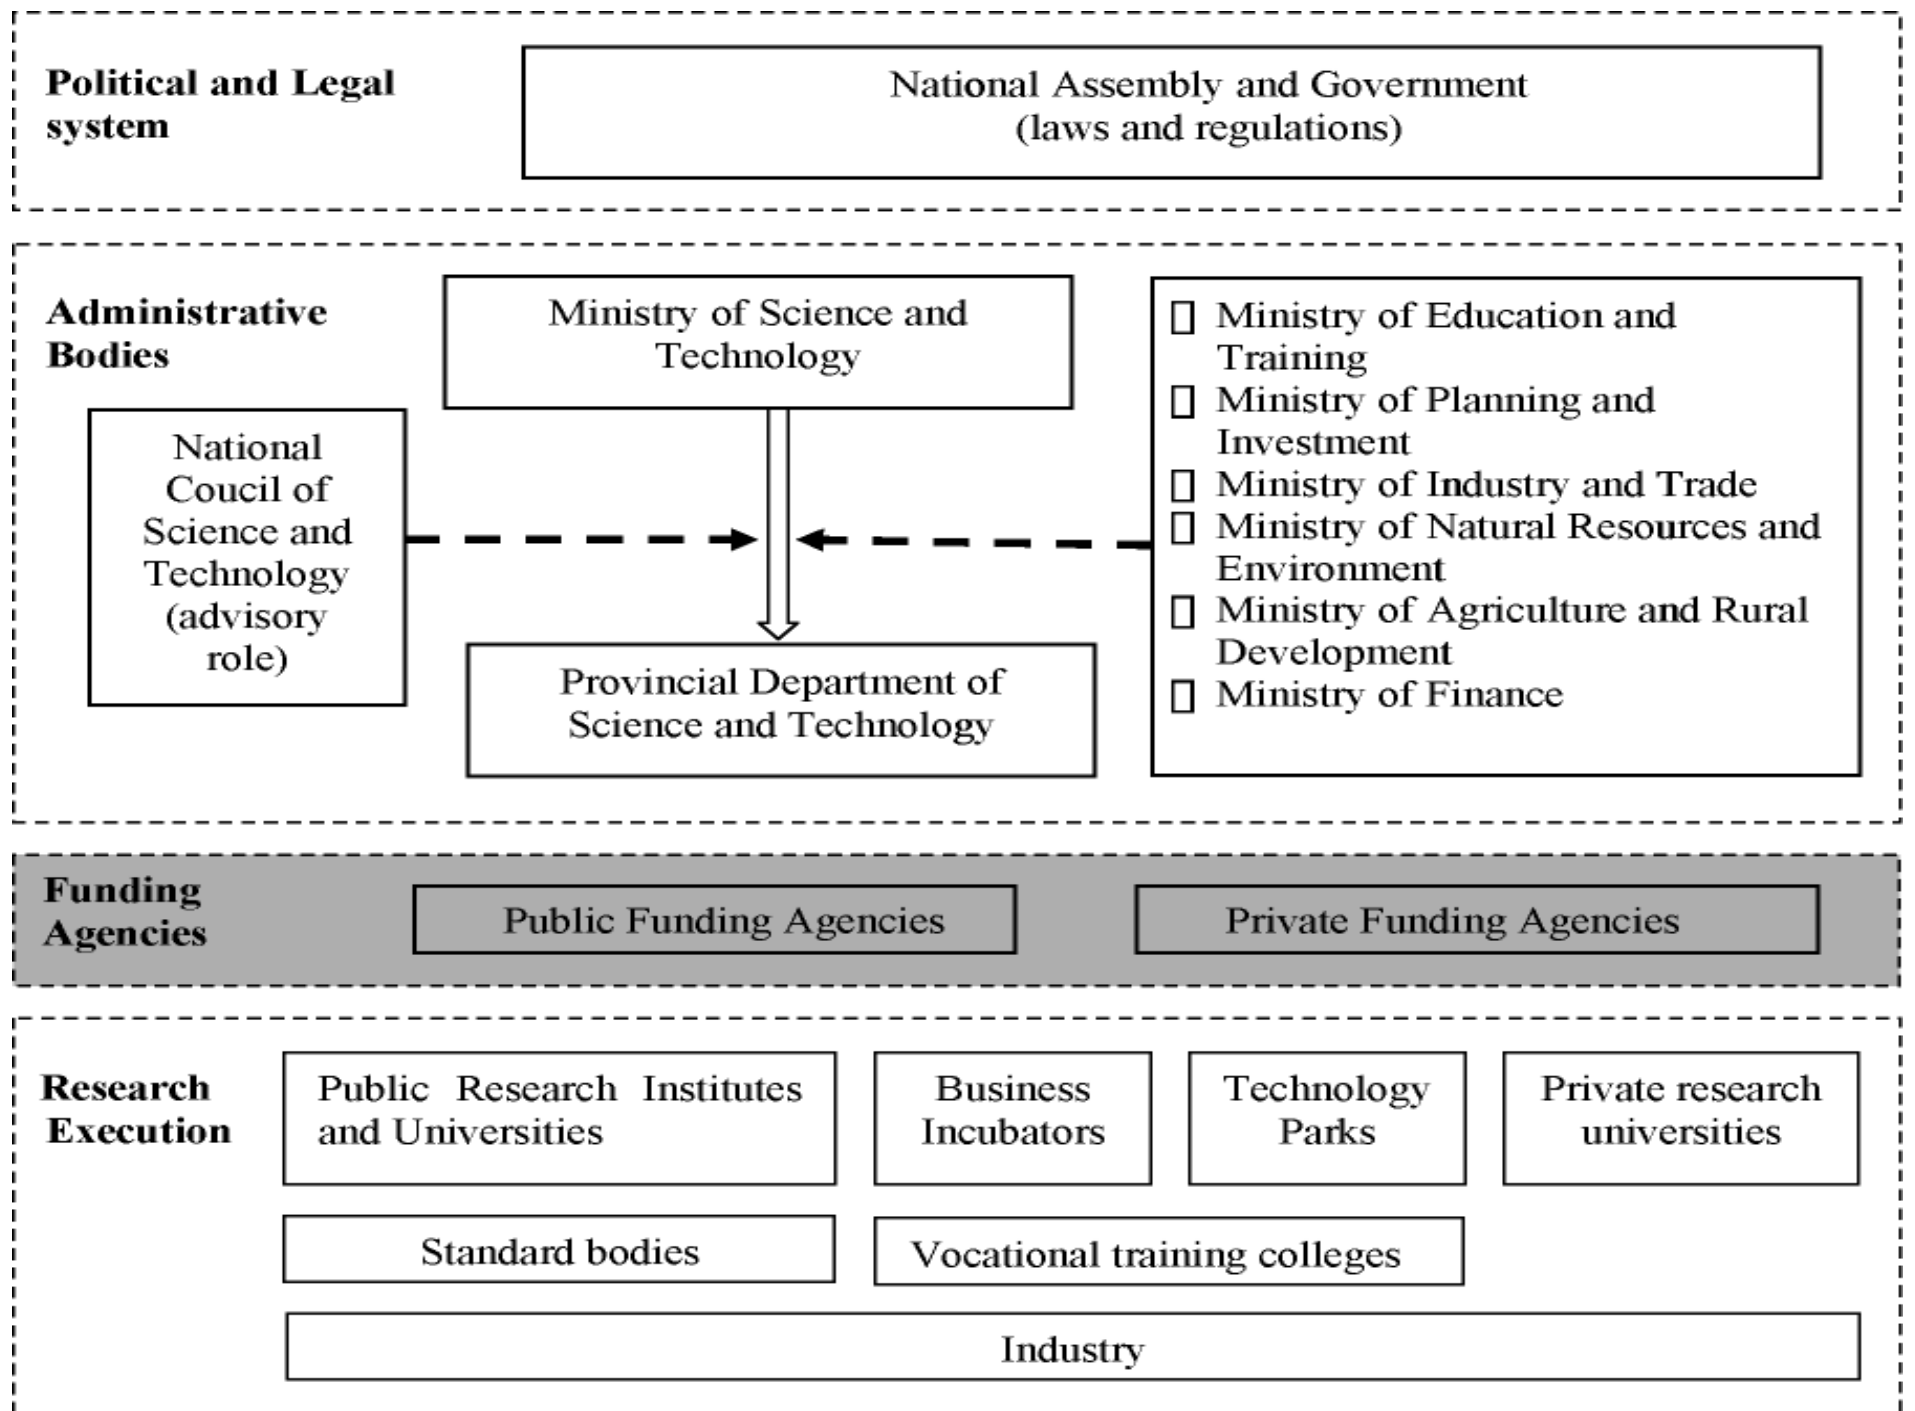 Political and Legal
system
National Assembly and Government
(laws and regulations)
Administrative
Bodies
Ministry of Science and
Technology
National
Coucil of
Science and
Technology
(advisory
role)
Provincial Department of
Science and Technology
Ministry of Education and
Training
Ministry of Planning and
Investment
Ministry of Industry and Trade
Ministry of Natural Resources and
Environment
Ministry of Agriculture and Rural
Development
Ministry of Finance
Funding
Agencies
Public Funding Agencies
Private Funding Agencies
Research
Execution
Public Research Institutes
and Universities
Business
Incubators
Technology
Parks
Private research
universities
Standard bodies
Vocational training colleges
Industry